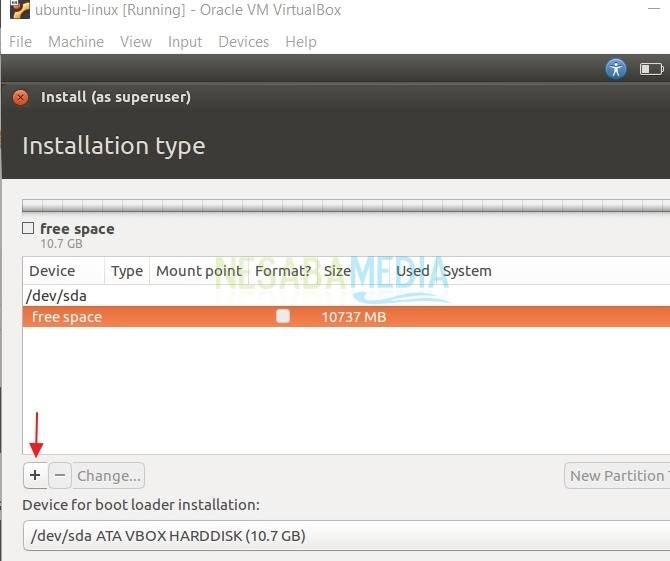 ubuntu-linux [Running] - Oracle VM VirtualBox
File Machine View Input Devices Help
Install (as superuser)
Installation type
free space
10.7 GB
NESABAMEDIA
Device Type Mount point Format? Size Used System
/dev/sda
free space 10737 MB
+ − Change... New Partition T
Device for boot loader installation:
/dev/sda ATA VBOX HARDDISK (10.7 GB)